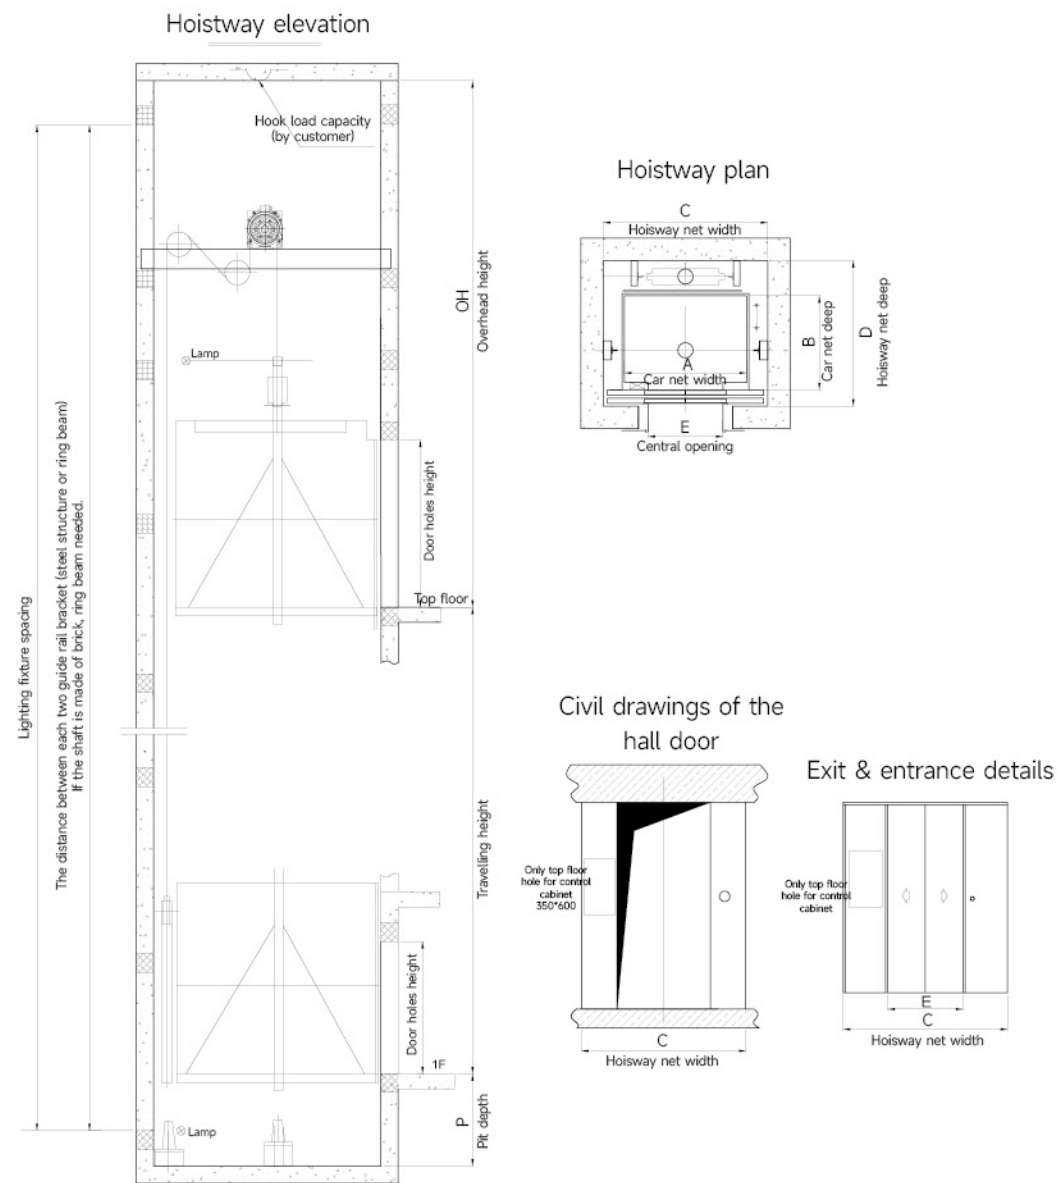 Hoistway elevation
Hook load capacity
(by customer)
OH
Overhead height
Lamp
Door holes height
Top floor
Lighting fixture spacing
The distance between each two guide rail bracket (steel structure or ring beam)
If the shaft is made of brick, ring beam needed.
Travelling height
Door holes height
1F
P
Pit depth
Lamp
Hoistway plan
C
Hoisway net width
A
Car net width
B
Car net deep
D
Hoisway net deep
E
Central opening
Civil drawings of the
hall door
Only top floor
hole for control
cabinet
350*600
C
Hoisway net width
Exit & entrance details
Only top floor
hole for control
cabinet
E
C
Hoisway net width